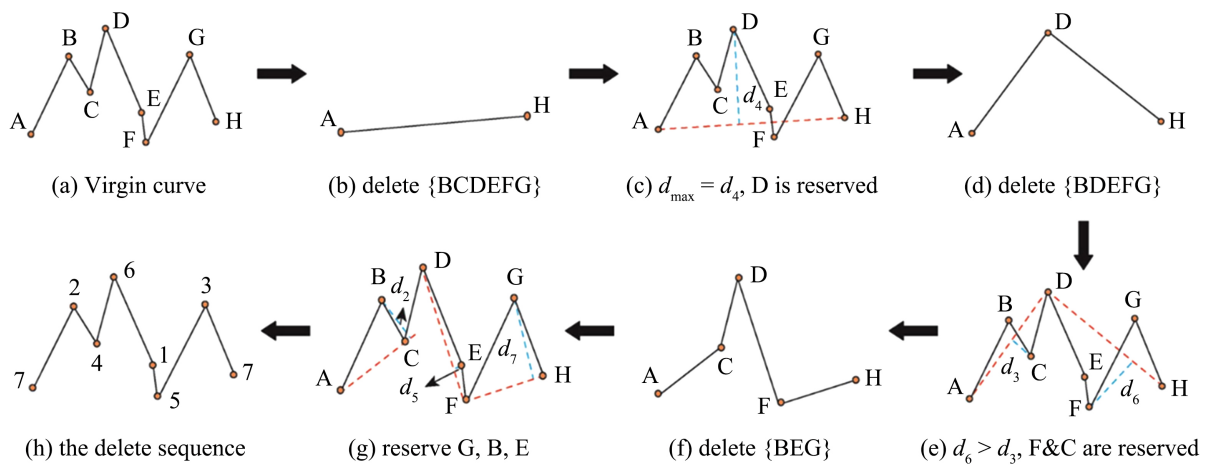 A B C D E F G H
(a) Virgin curve
A H
(b) delete {BCDEFG}
A B C D d4 E F G H
(c) dmax = d4, D is reserved
A D H
(d) delete {BDEFG}
A B d3 C D E F d6 G H
(e) d6 > d3, F&C are reserved
A C D F H
(f) delete {BEG}
A B d2 C D d5 E F G d7 H
(g) reserve G, B, E
7 2 4 6 1 5 3 7
(h) the delete sequence